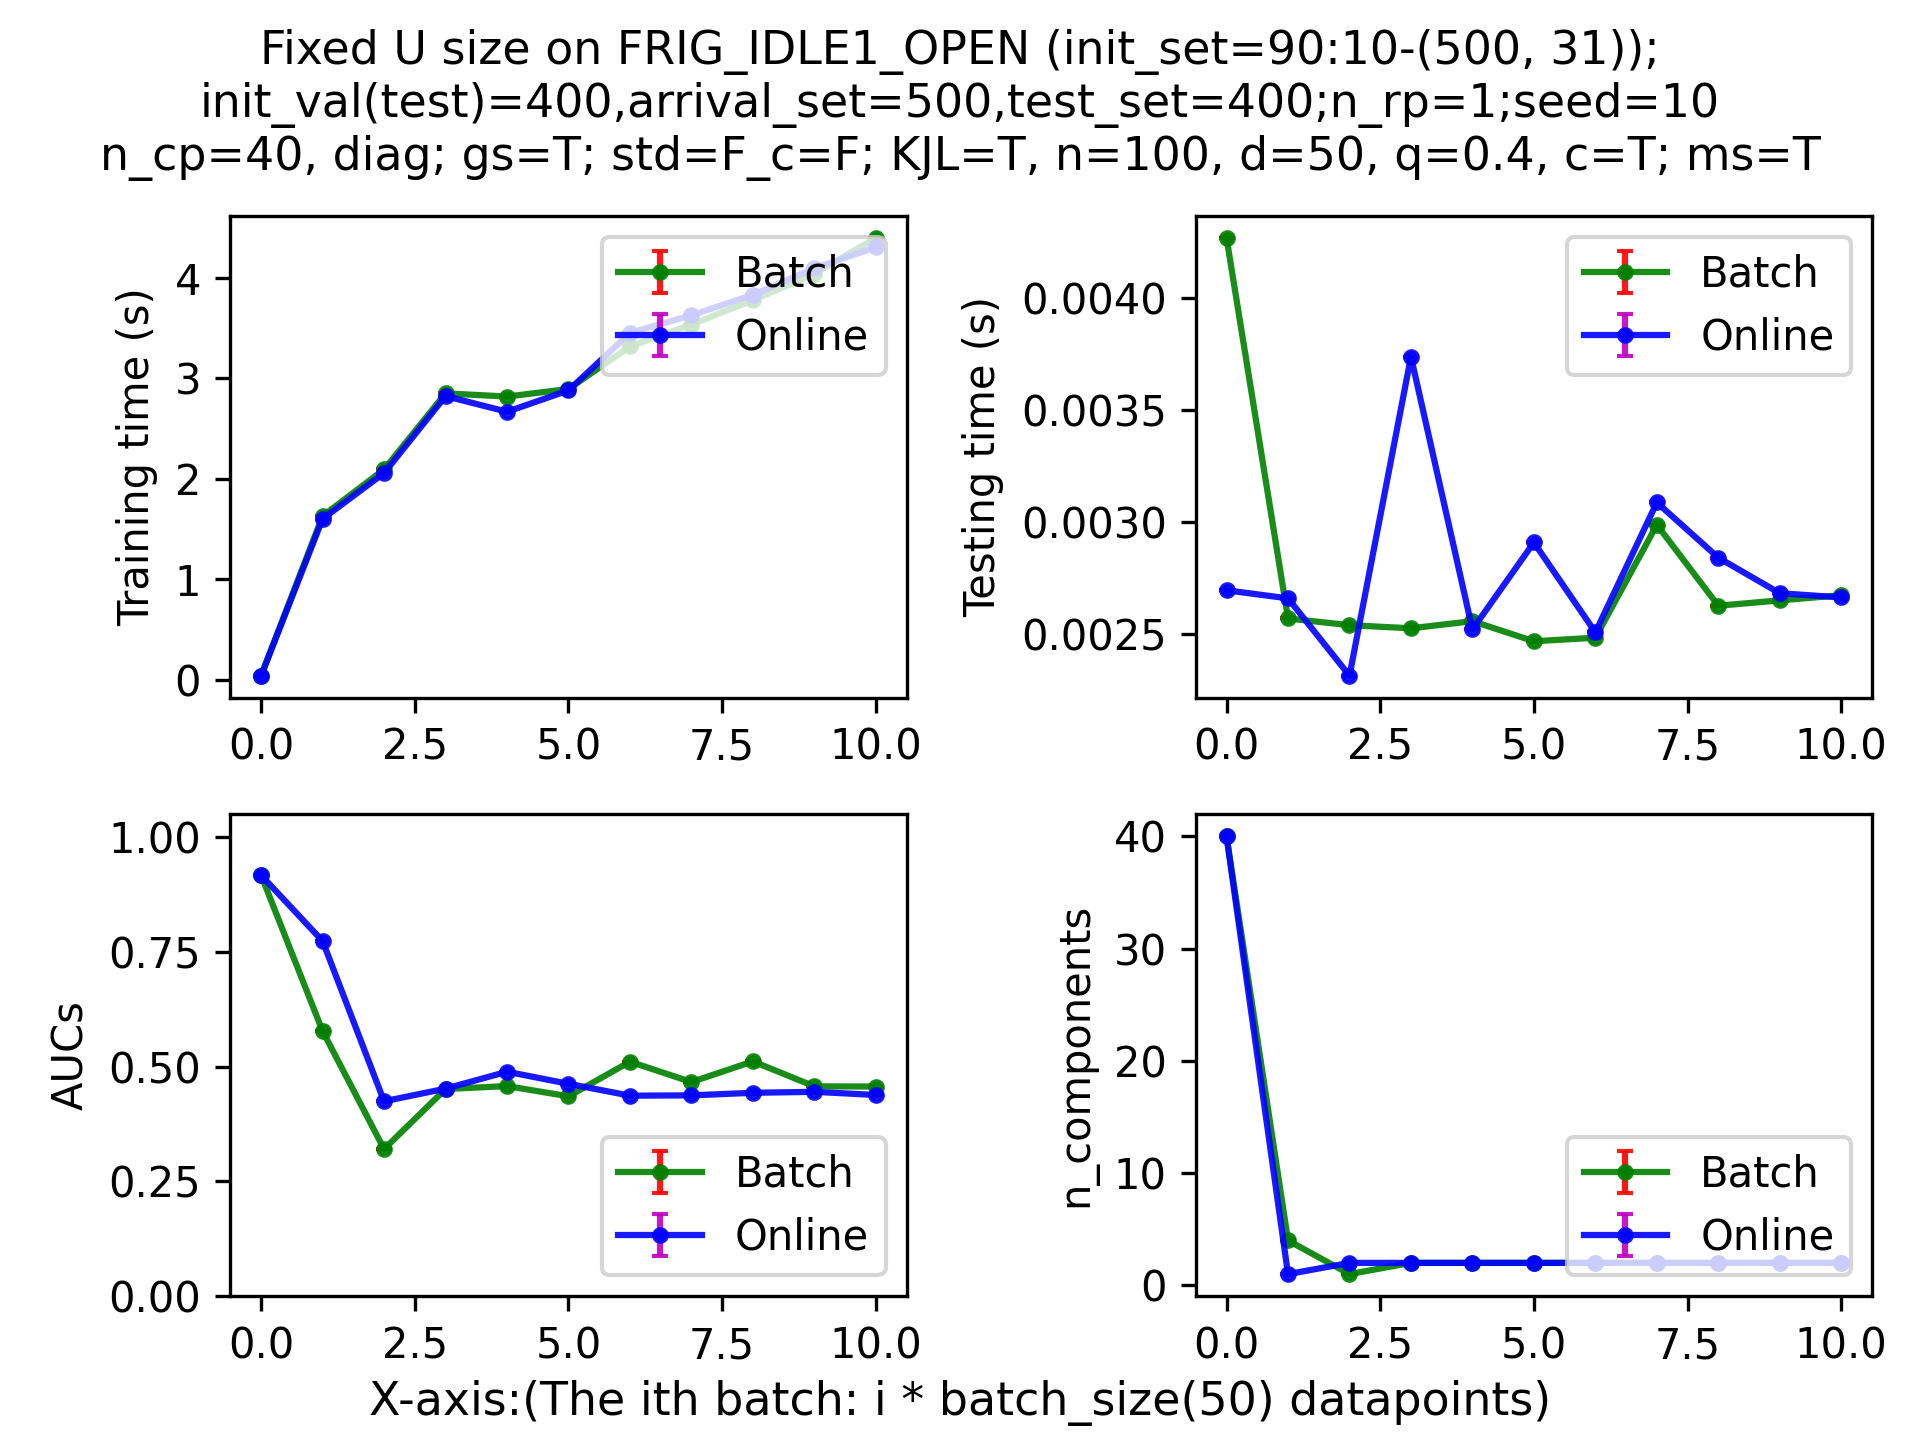 Fixed U size on FRIG_IDLE1_OPEN (init_set=90:10-(500, 31));
init_val(test)=400,arrival_set=500,test_set=400;n_rp=1;seed=10
n_cp=40, diag; gs=T; std=F_c=F; KJL=T, n=100, d=50, q=0.4, c=T; ms=T
Training time (s)
4
3
2
1
0
0.0 2.5 5.0 7.5 10.0
Batch
Online
Testing time (s)
0.0040
0.0035
0.0030
0.0025
0.0 2.5 5.0 7.5 10.0
Batch
Online
AUCs
1.00
0.75
0.50
0.25
0.00
0.0 2.5 5.0 7.5 10.0
Batch
Online
n_components
40
30
20
10
0
0.0 2.5 5.0 7.5 10.0
Batch
Online
X-axis:(The ith batch: i * batch_size(50) datapoints)